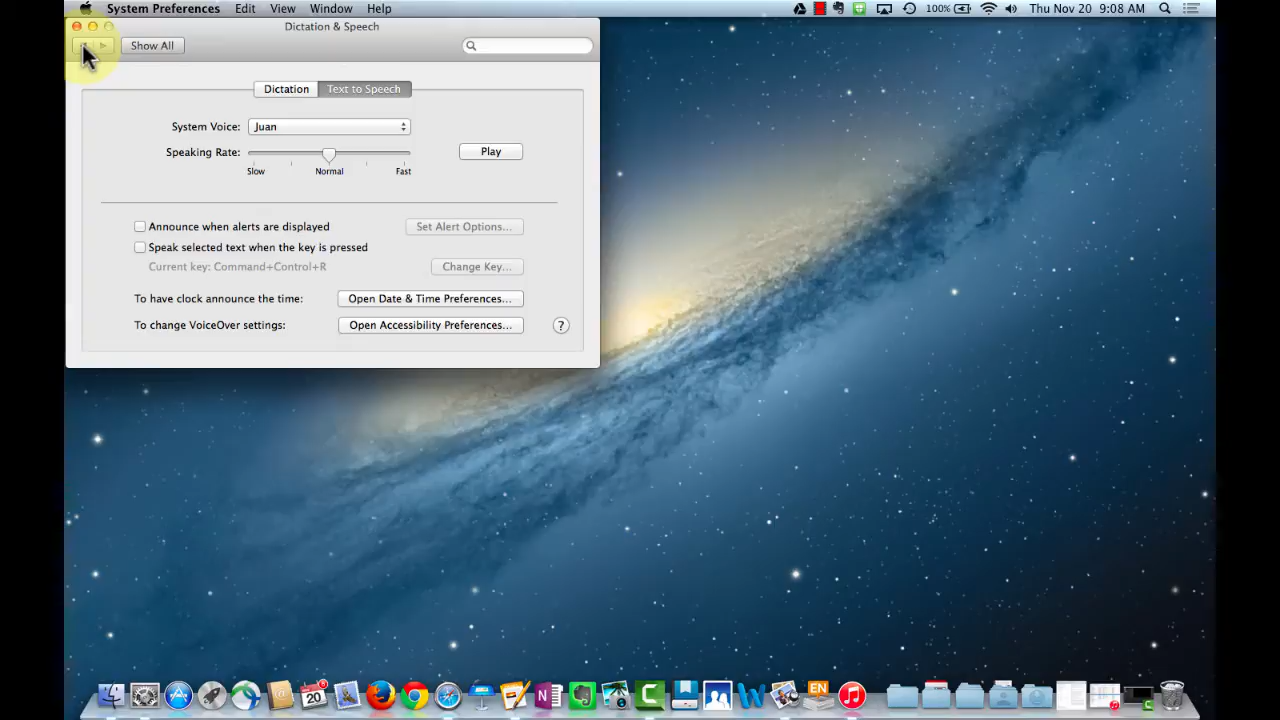 System Preferences Edit View Window Help 100% Thu Nov 20 9:08 AM
Dictation & Speech
Show All
Dictation Text to Speech
System Voice: Juan
Speaking Rate: Play
Slow Normal Fast
Announce when alerts are displayed Set Alert Options...
Speak selected text when the key is pressed
Current key: Command+Control+R Change Key...
To have clock announce the time: Open Date & Time Preferences...
To change VoiceOver settings: Open Accessibility Preferences... ?
20
EN